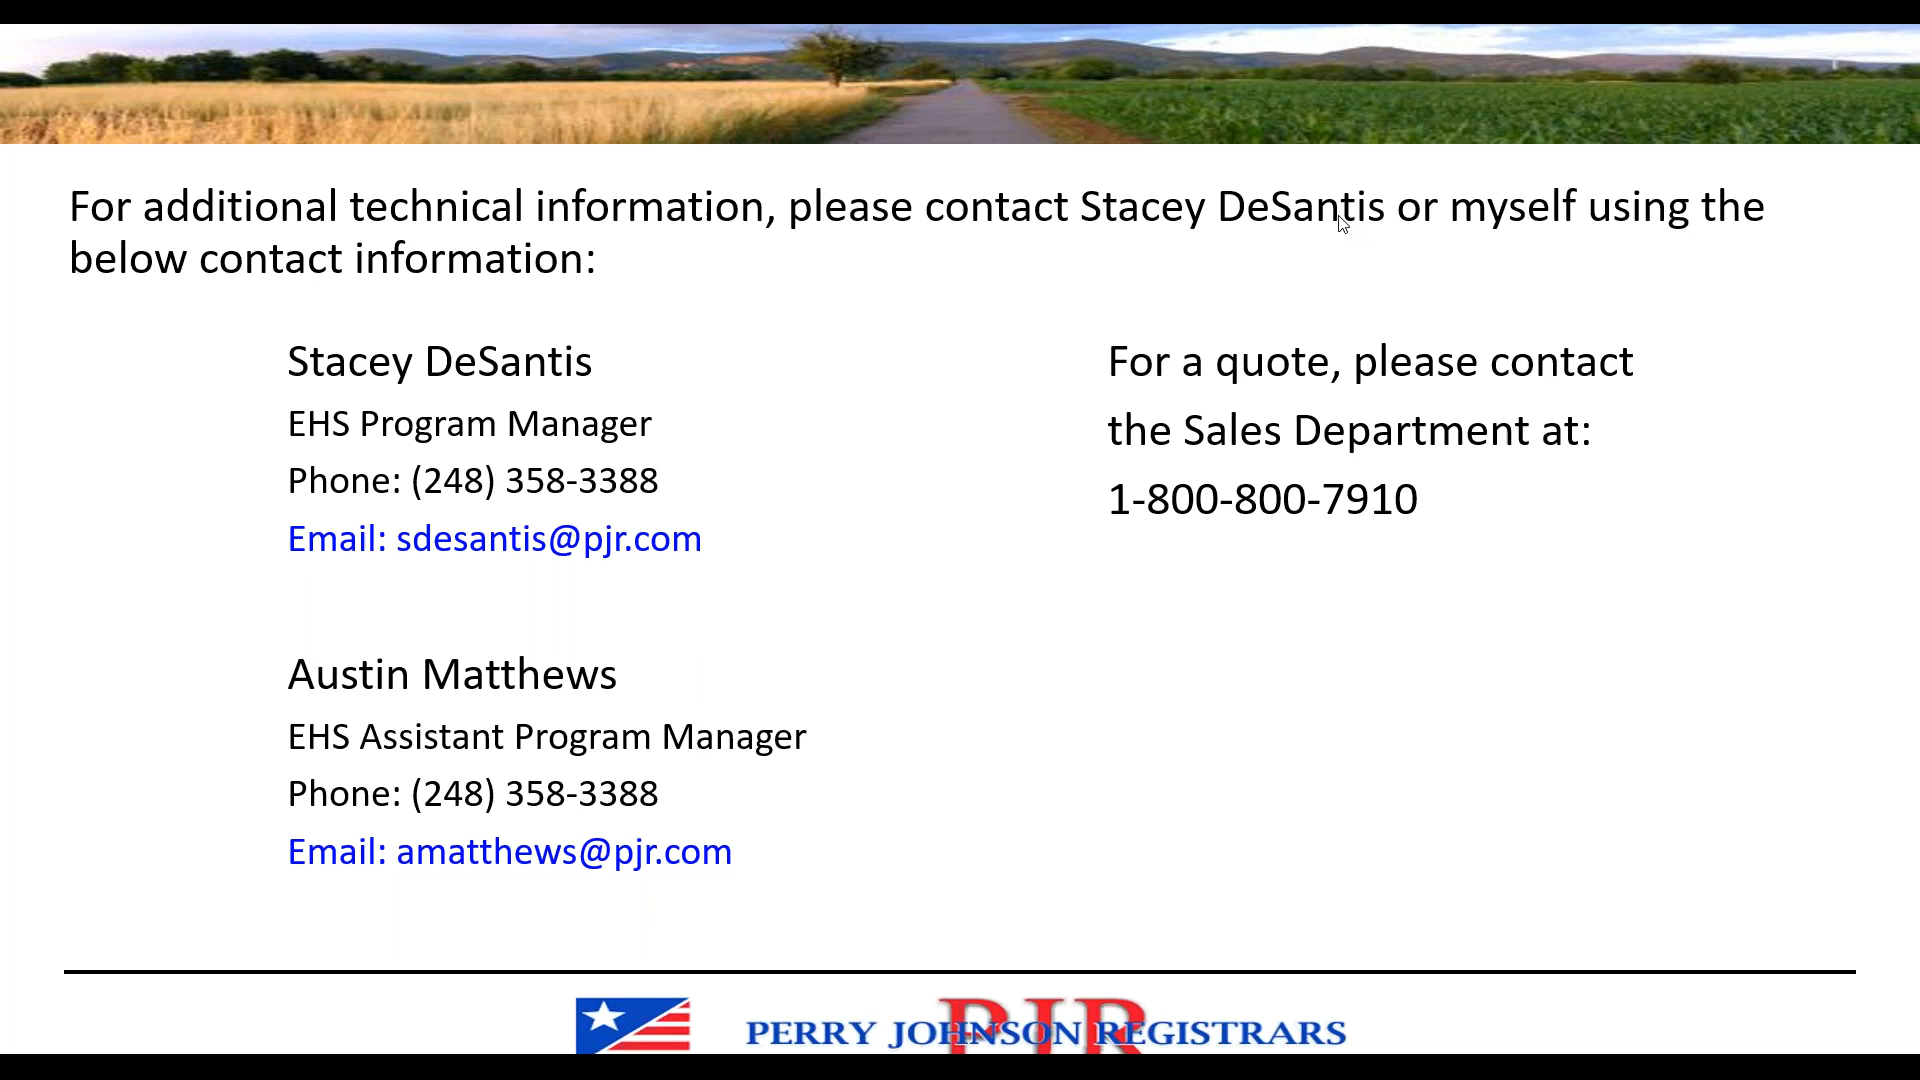 For additional technical information, please contact Stacey DeSantis or myself using the
below contact information:
Stacey DeSantis
EHS Program Manager
Phone: (248) 358-3388
Email: sdesantis@pjr.com
Austin Matthews
EHS Assistant Program Manager
Phone: (248) 358-3388
Email: amatthews@pjr.com
For a quote, please contact
the Sales Department at:
1-800-800-7910
PJR
PERRY JOHNSON REGISTRARS